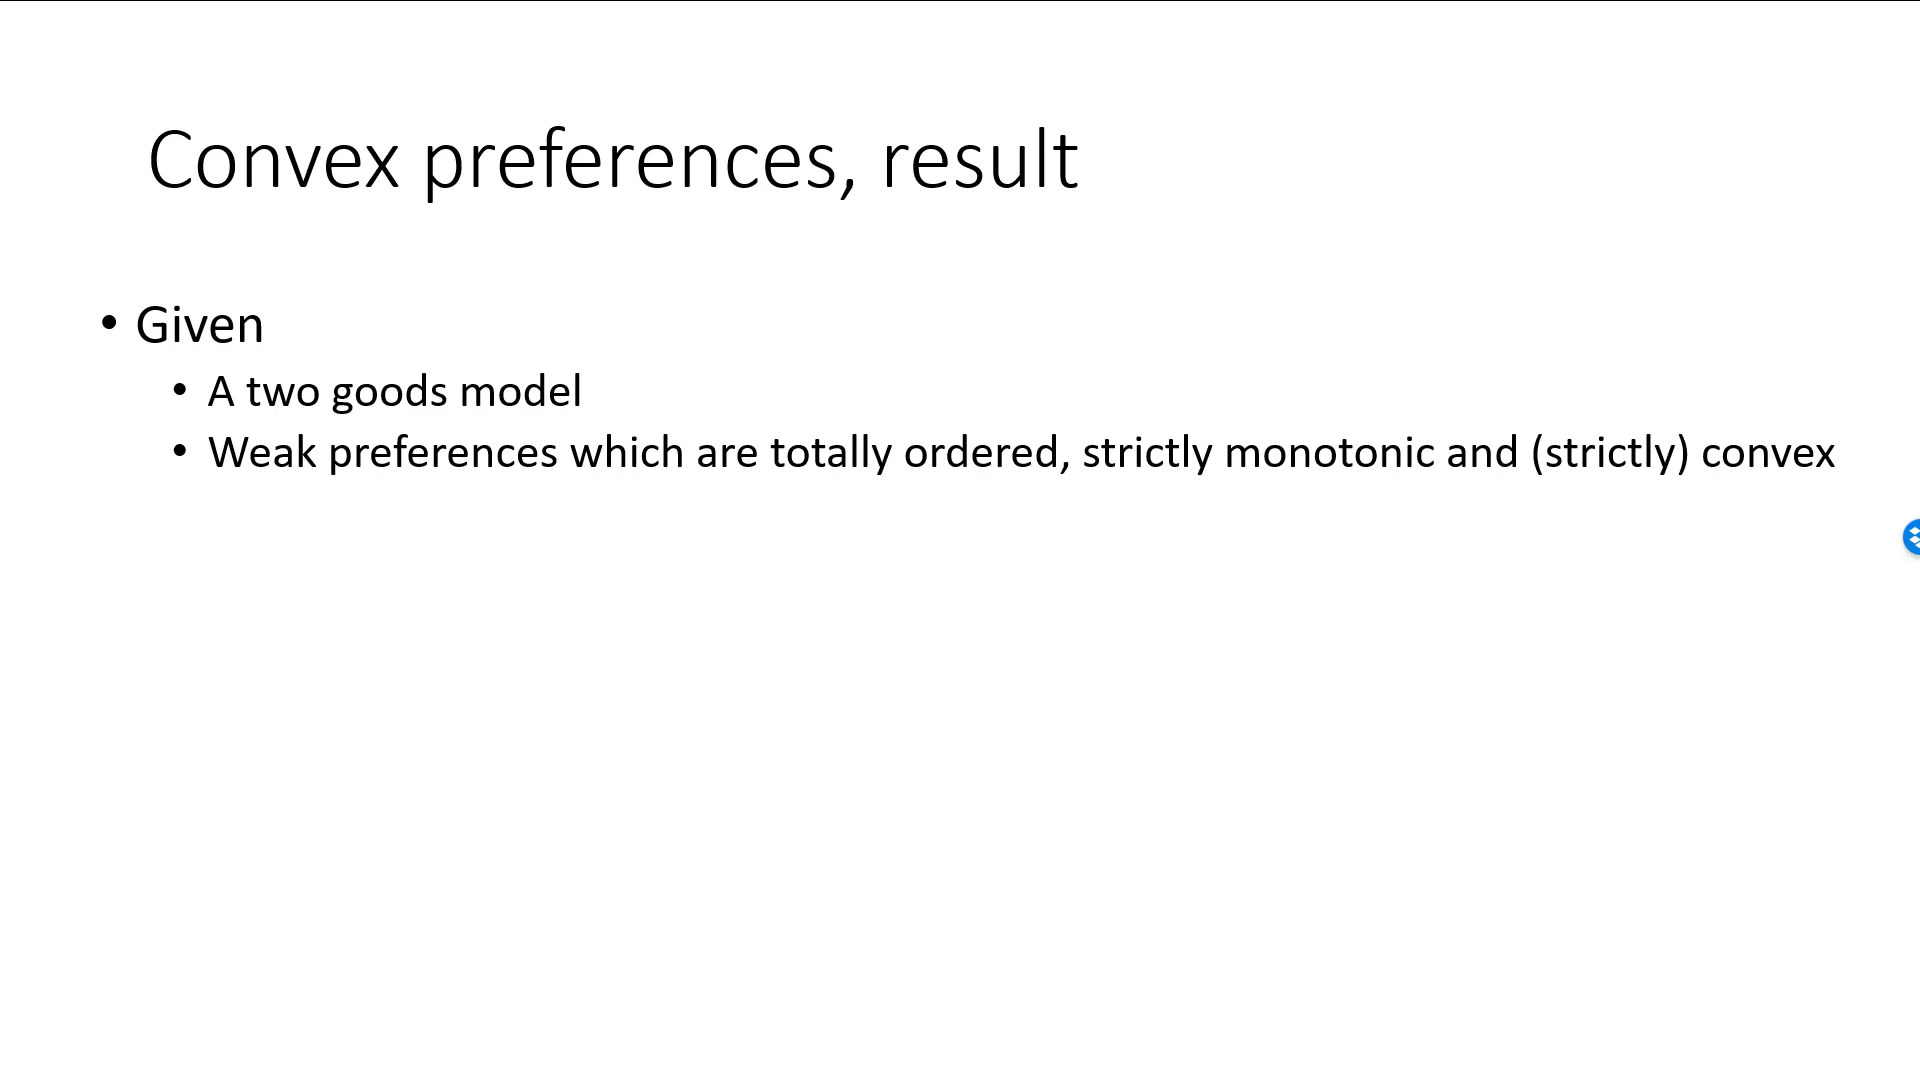 Convex preferences, result
• Given
• A two goods model
• Weak preferences which are totally ordered, strictly monotonic and (strictly) convex